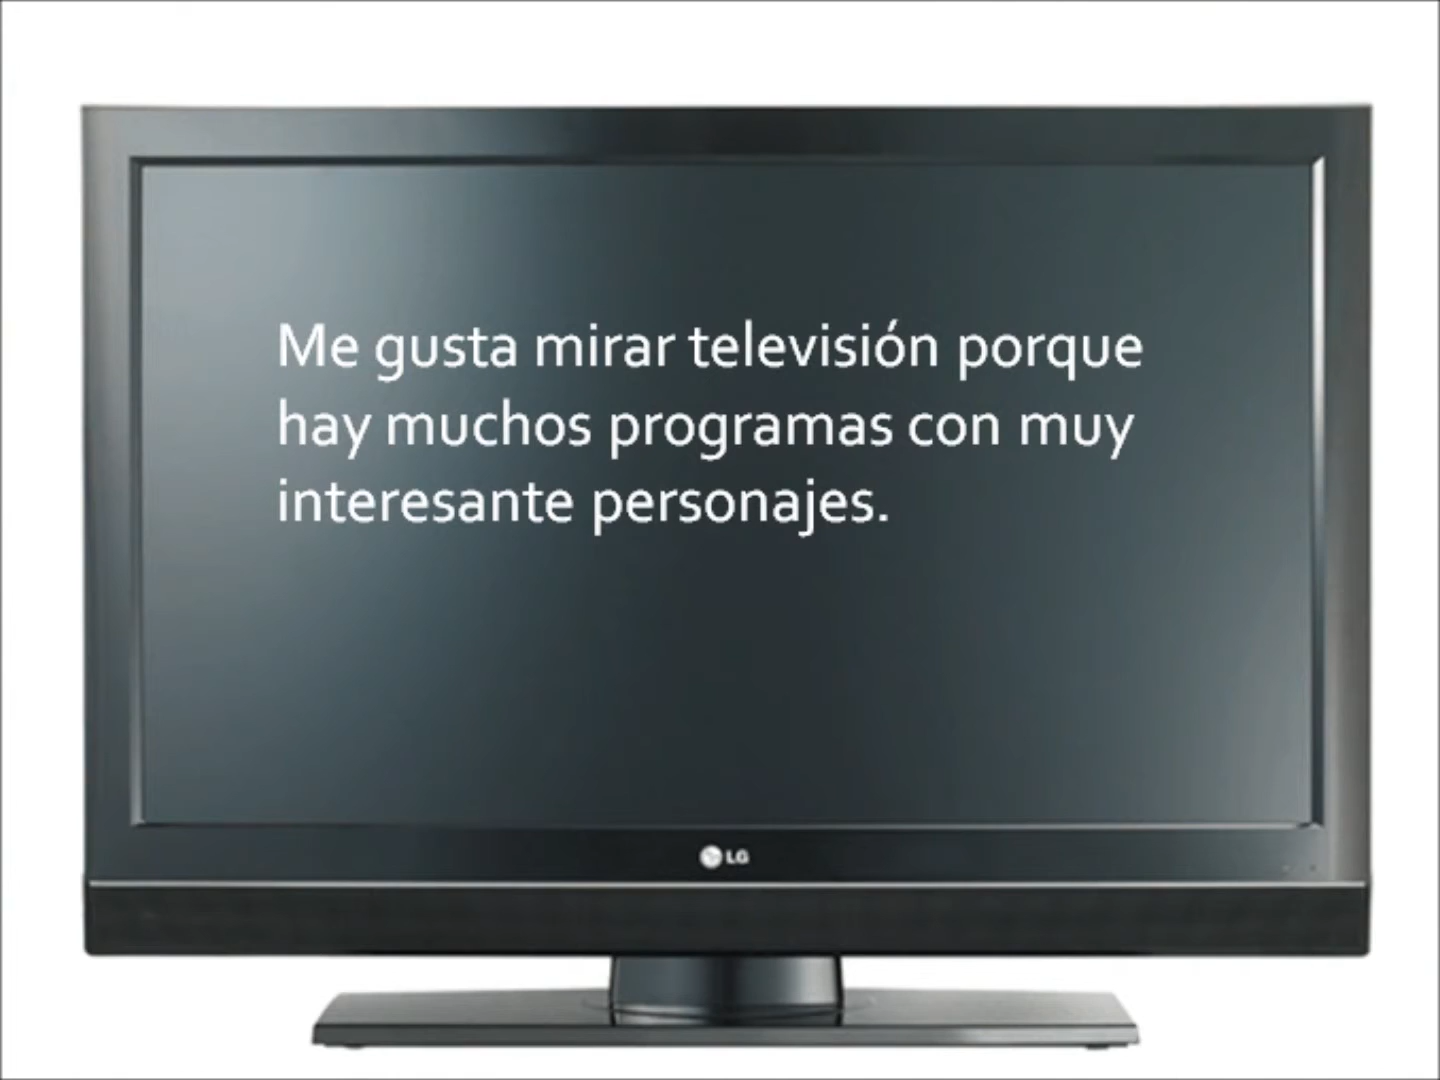 Me gusta mirar televisión porque
hay muchos programas con muy
interesante personajes.
LG